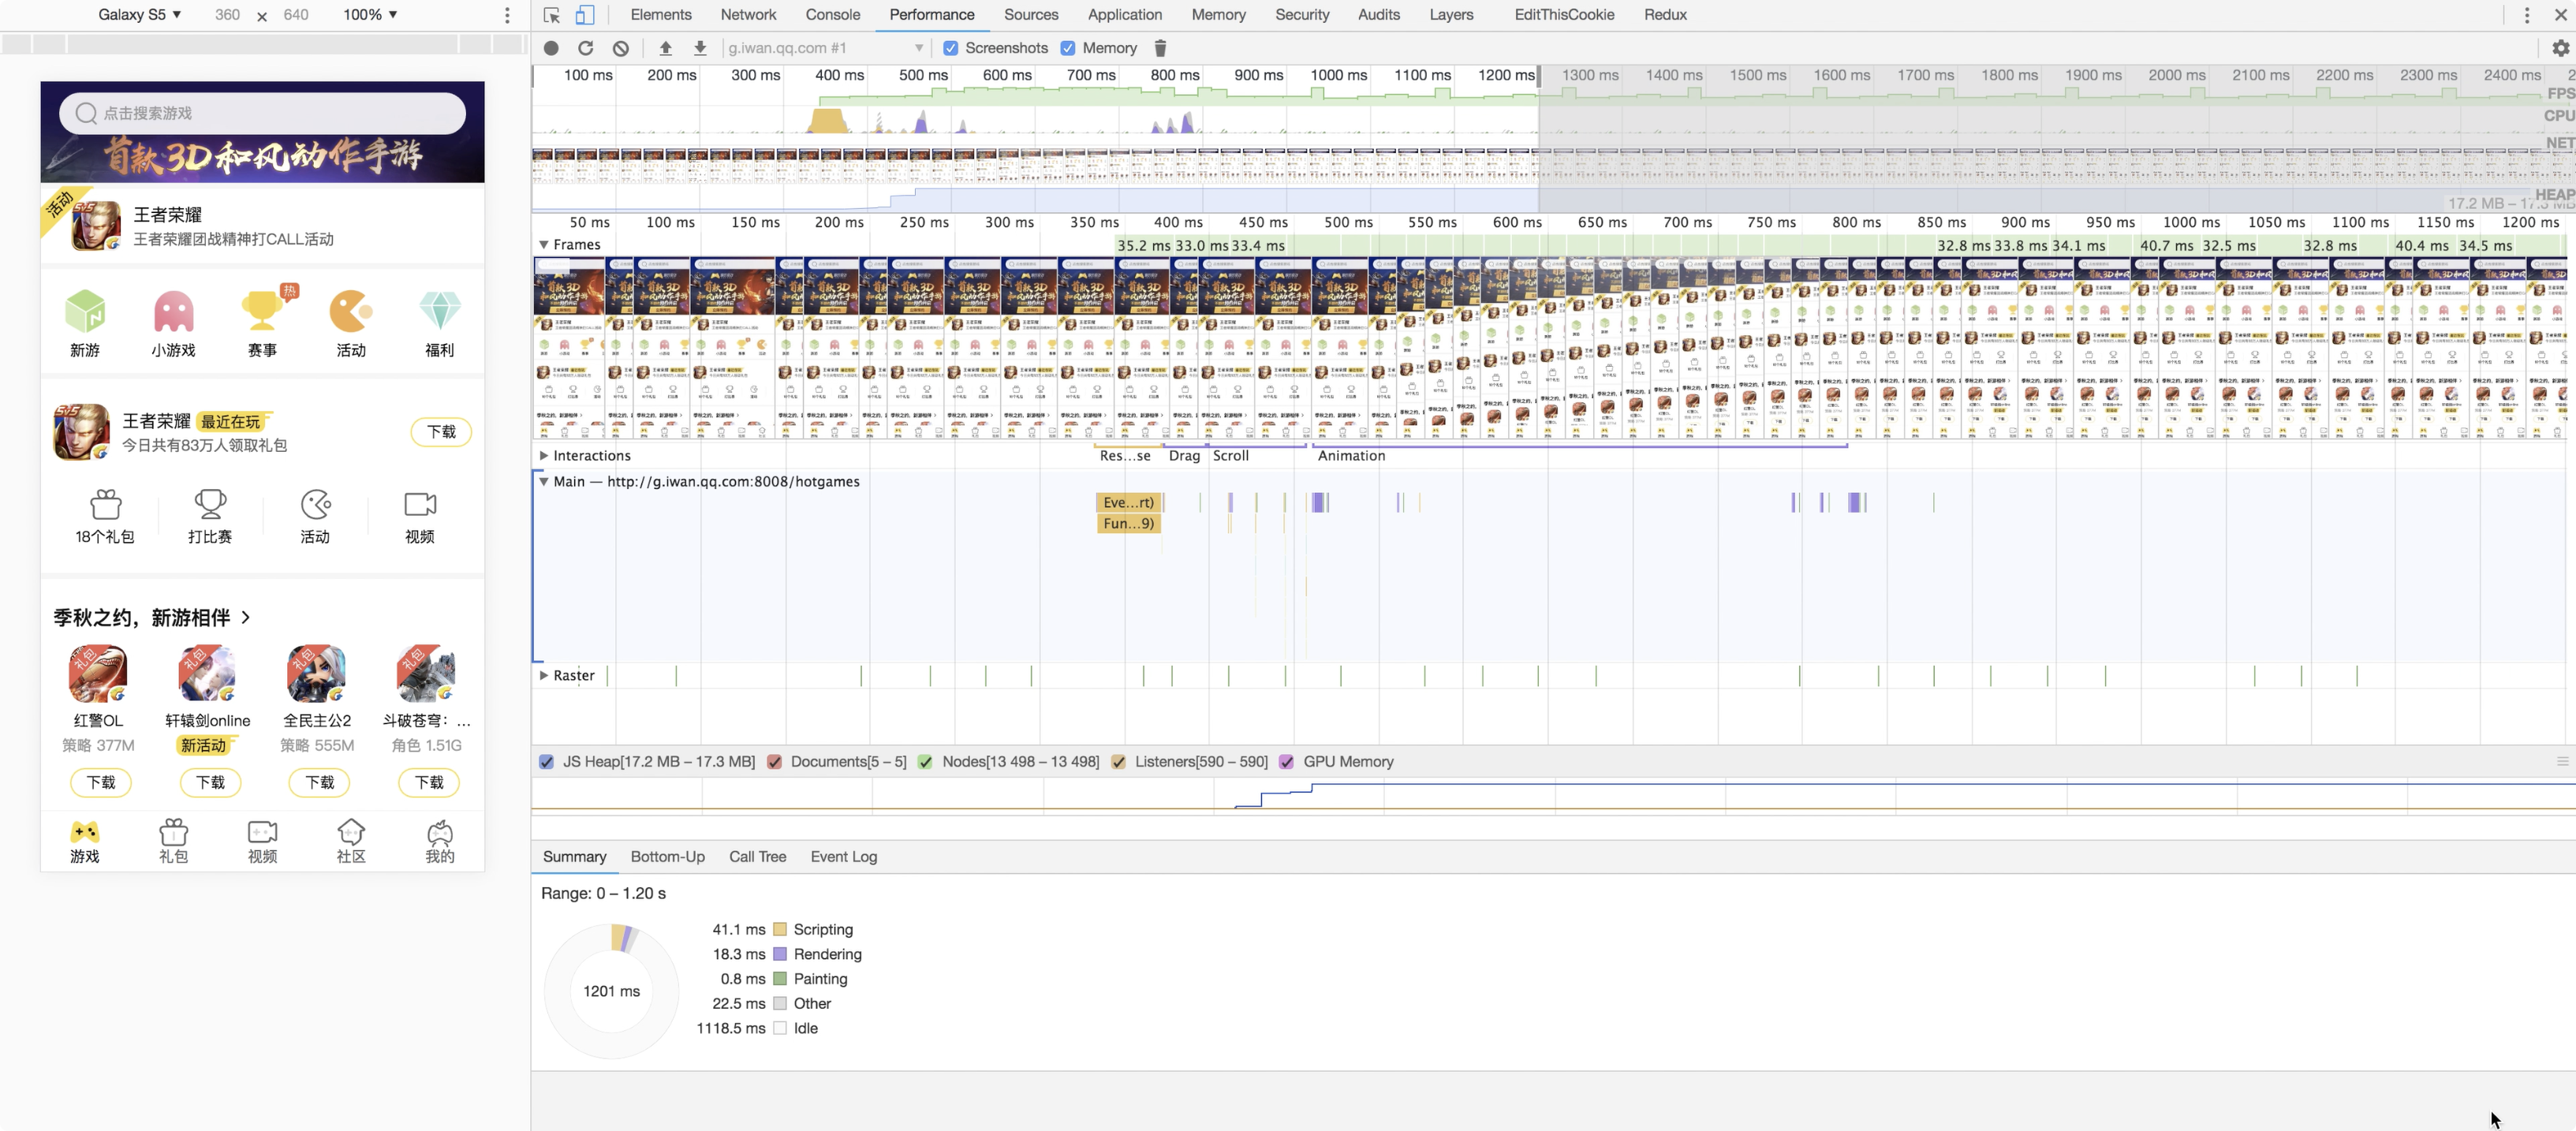 Galaxy S5 ▼ 360 × 640 100% ▼
Elements Network Console Performance Sources Application Memory Security Audits Layers EditThisCookie Redux
g.iwan.qq.com #1 ▼ Screenshots Memory
100 ms 200 ms 300 ms 400 ms 500 ms 600 ms 700 ms 800 ms 900 ms 1000 ms 1100 ms 1200 ms 1300 ms 1400 ms 1500 ms 1600 ms 1700 ms 1800 ms 1900 ms 2000 ms 2100 ms 2200 ms 2300 ms 2400 ms 2
FPS
CPU
NET
HEAP
17.2 MB – 17.3 MB
50 ms 100 ms 150 ms 200 ms 250 ms 300 ms 350 ms 400 ms 450 ms 500 ms 550 ms 600 ms 650 ms 700 ms 750 ms 800 ms 850 ms 900 ms 950 ms 1000 ms 1050 ms 1100 ms 1150 ms 1200 ms
▼ Frames 35.2 ms 33.0 ms 33.4 ms 32.8 ms 33.8 ms 34.1 ms 40.7 ms 32.5 ms 32.8 ms 40.4 ms 34.5 ms
▶ Interactions Res...se Drag Scroll Animation
▼ Main — http://g.iwan.qq.com:8008/hotgames
Eve...rt)
Fun...9)
▶ Raster
JS Heap[17.2 MB – 17.3 MB] Documents[5 – 5] Nodes[13 498 – 13 498] Listeners[590 – 590] GPU Memory
Summary Bottom-Up Call Tree Event Log
Range: 0 – 1.20 s
41.1 ms Scripting
18.3 ms Rendering
0.8 ms Painting
22.5 ms Other
1118.5 ms Idle
1201 ms
点击搜索游戏
首款3D和风动作手游
活动
王者荣耀
王者荣耀团战精神打CALL活动
热
新游 小游戏 赛事 活动 福利
5V5
王者荣耀 最近在玩
今日共有83万人领取礼包
下载
18个礼包 打比赛 活动 视频
季秋之约，新游相伴 >
礼包 礼包 礼包 礼包
红警OL 轩辕剑online 全民主公2 斗破苍穹：...
策略 377M 新活动 策略 555M 角色 1.51G
下载 下载 下载 下载
游戏 礼包 视频 社区 我的